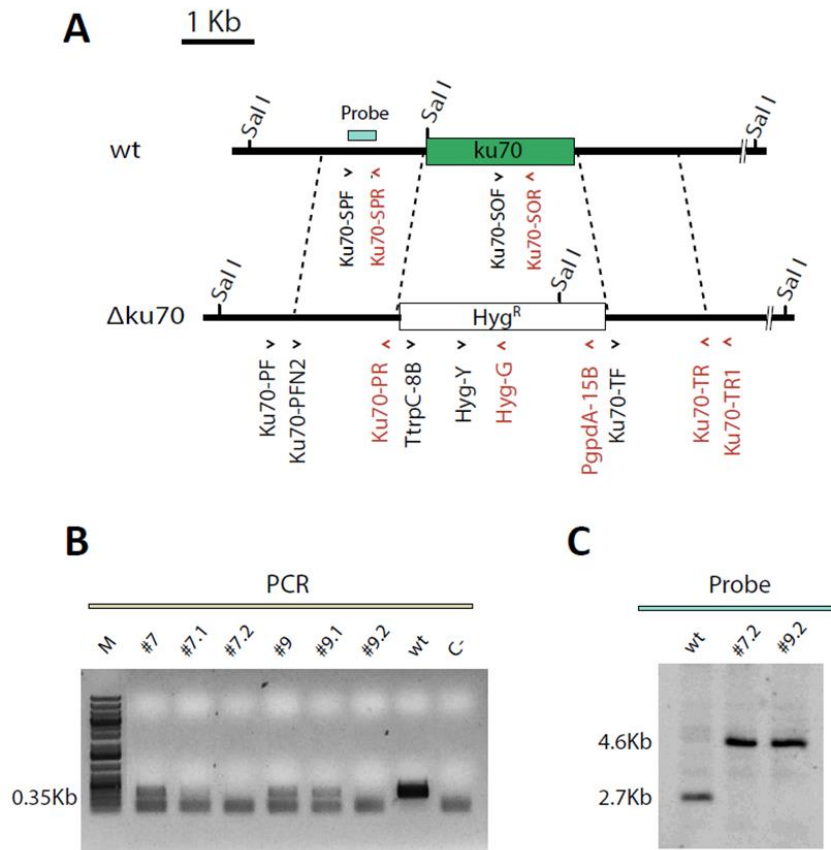 A
1 Kb
Sal I
Probe
Sal I
Sal I
wt
ku70
Ku70-SPF
Ku70-SPR
Ku70-SOF
Ku70-SOR
Sal I
Sal I
Sal I
Δku70
Hyg^R
Ku70-PF
Ku70-PFN2
Ku70-PR
TtrpC-8B
Hyg-Y
Hyg-G
PgpdA-15B
Ku70-TF
Ku70-TR
Ku70-TR1
B
PCR
M #7 #7.1 #7.2 #9 #9.1 #9.2 wt C-
0.35Kb
C
Probe
wt #7.2 #9.2
4.6Kb
2.7Kb